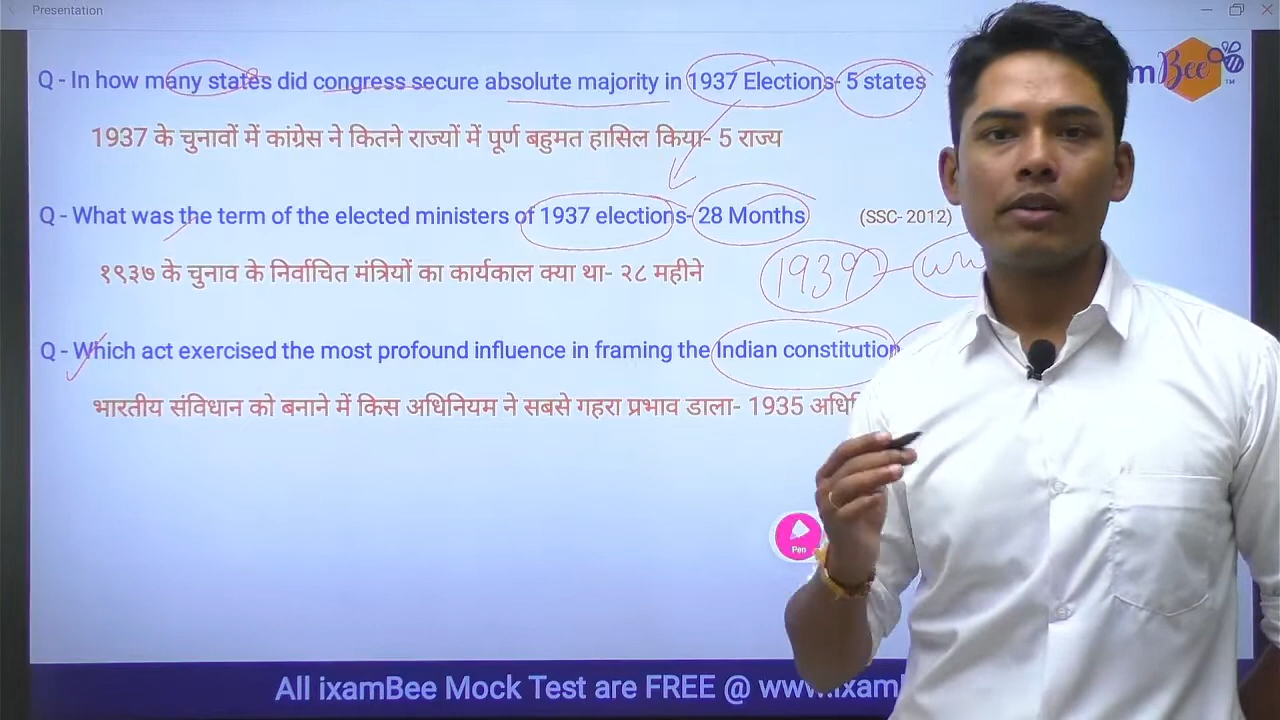 Presentation
Q - In how many states did congress secure absolute majority in 1937 Elections- 5 states
amBee
TM
1937 के चुनावों में कांग्रेस ने कितने राज्यों में पूर्ण बहुमत हासिल किया- 5 राज्य
Q - What was the term of the elected ministers of 1937 elections- 28 Months (SSC- 2012)
१९३७ के चुनाव के निर्वाचित मंत्रियों का कार्यकाल क्या था- २८ महीने
1939
Q - Which act exercised the most profound influence in framing the Indian constitution
भारतीय संविधान को बनाने में किस अधिनियम ने सबसे गहरा प्रभाव डाला- 1935
Pen
All ixamBee Mock Test are FREE @